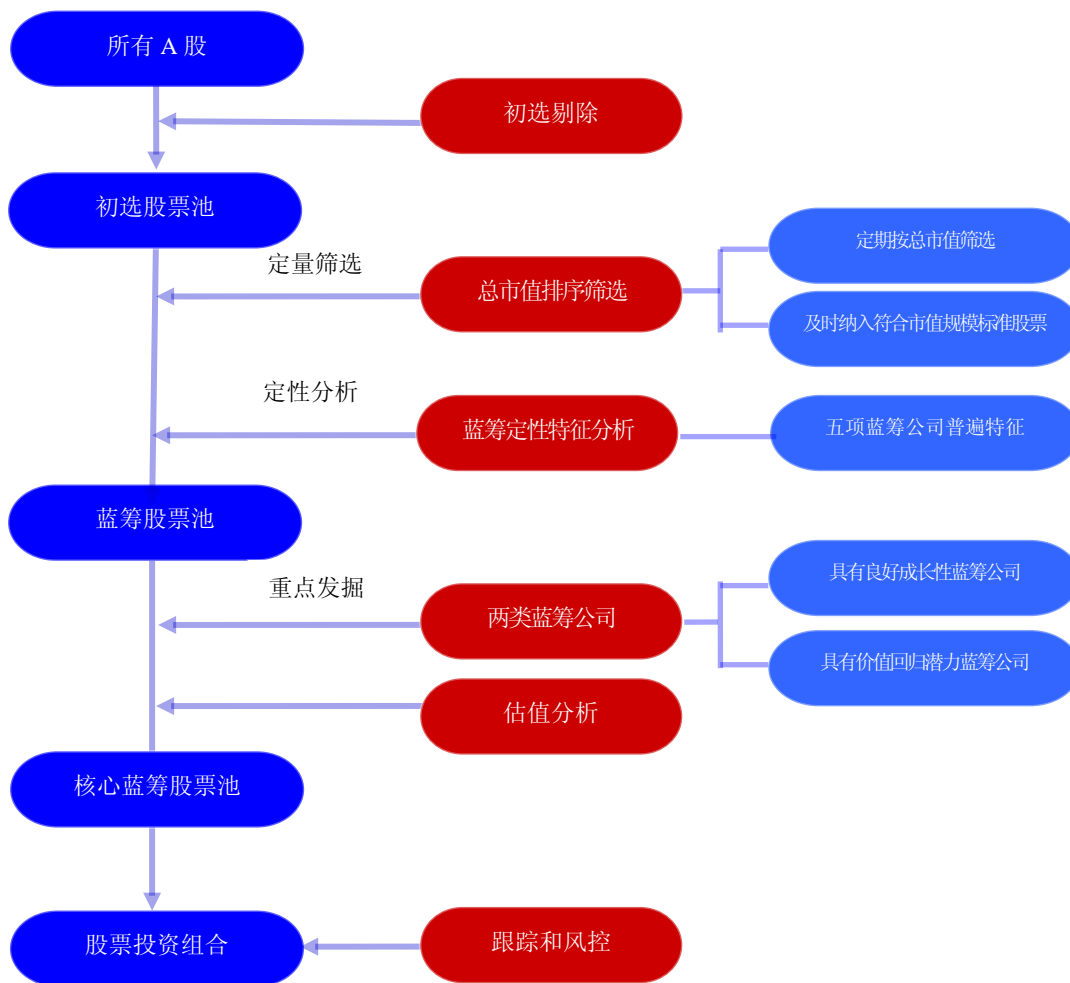 所有 A 股
初选剔除
初选股票池
定量筛选
总市值排序筛选
定期按总市值筛选
及时纳入符合市值规模标准股票
定性分析
蓝筹定性特征分析
五项蓝筹公司普遍特征
蓝筹股票池
重点发掘
两类蓝筹公司
具有良好成长性蓝筹公司
具有价值回归潜力蓝筹公司
估值分析
核心蓝筹股票池
股票投资组合
跟踪和风控